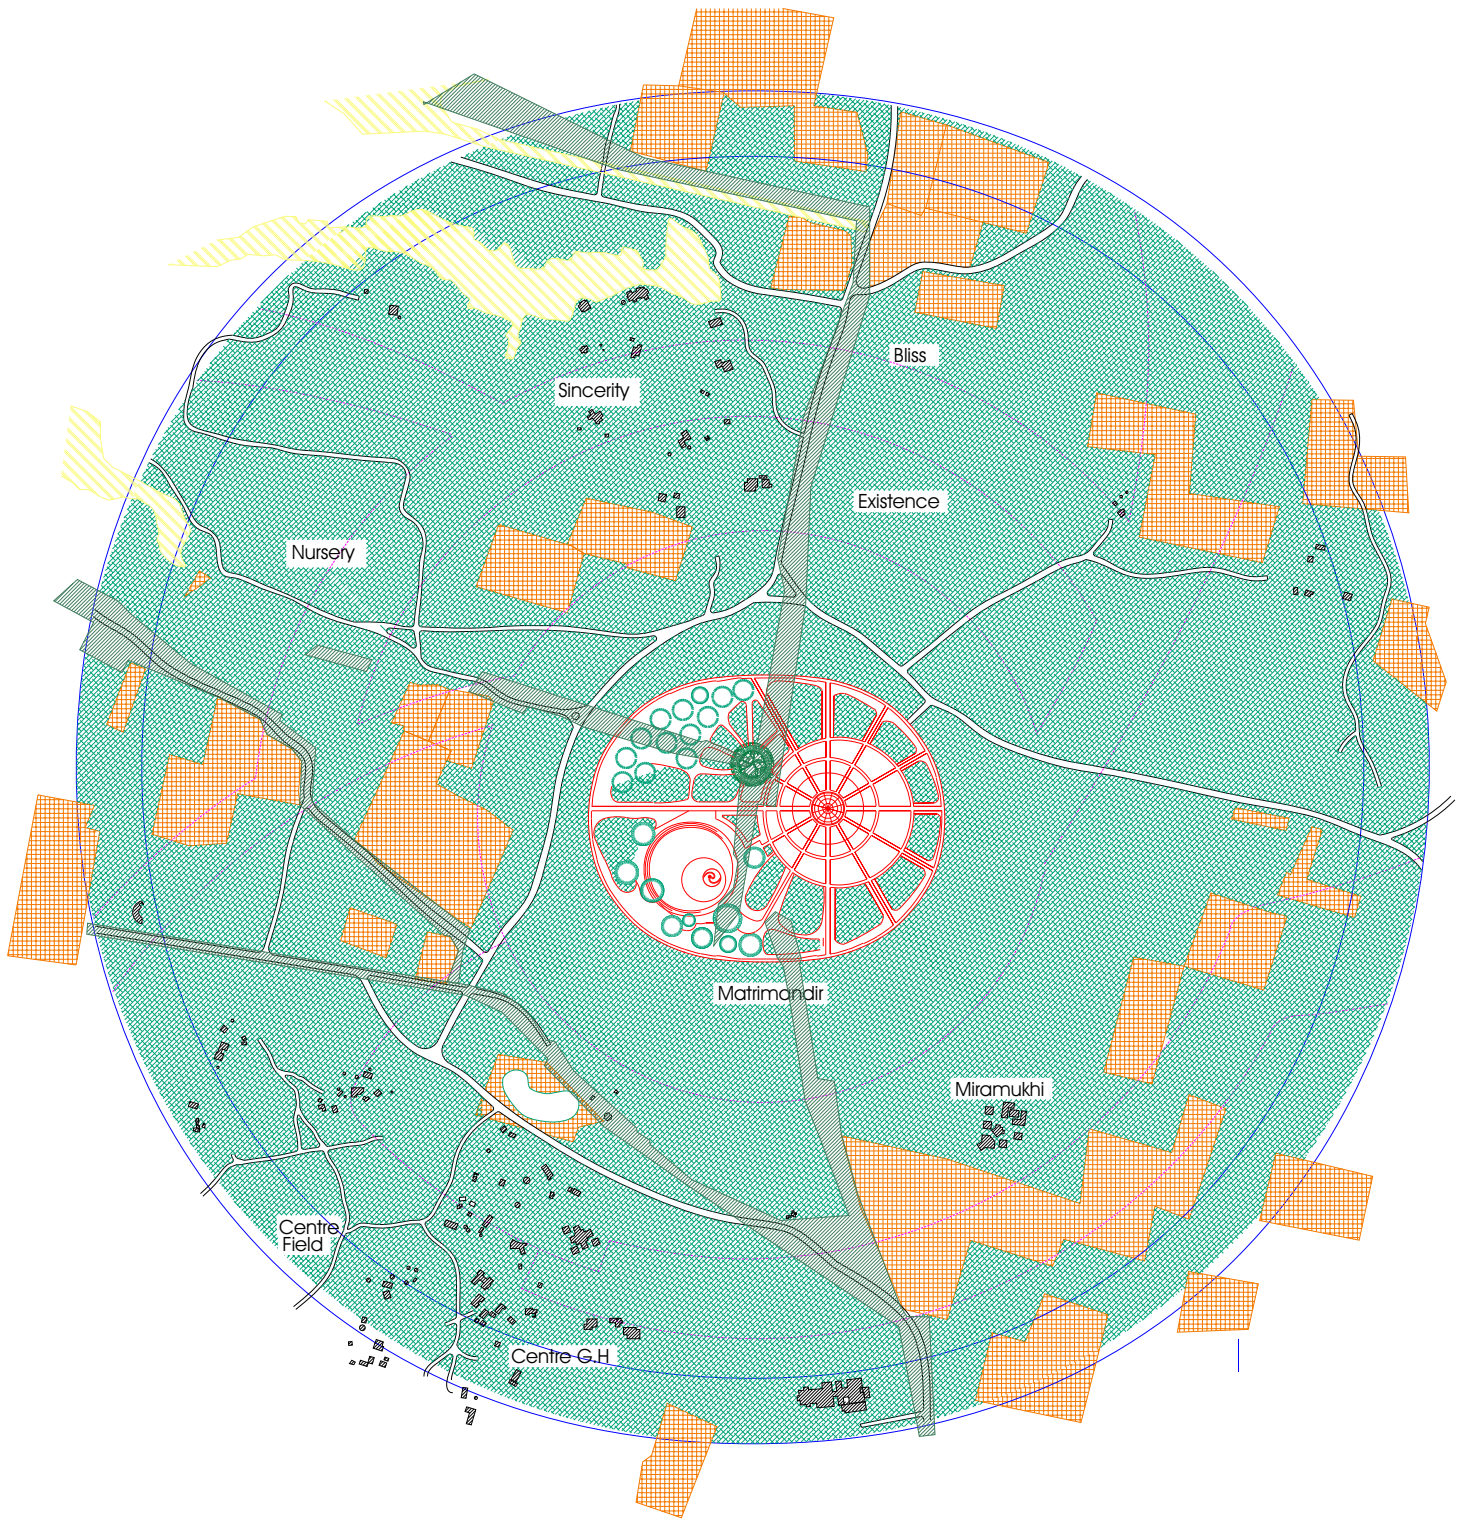 Bliss
Sincerity
Existence
Nursery
Matrimandir
Miramukhi
Centre
Field
Centre G.H